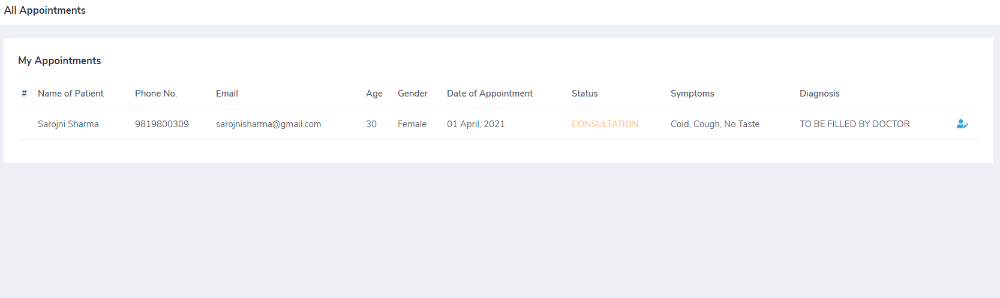 All Appointments
My Appointments
# Name of Patient Phone No. Email Age Gender Date of Appointment Status Symptoms Diagnosis
Sarojni Sharma 9819800309 sarojnisharma@gmail.com 30 Female 01 April, 2021 CONSULTATION Cold, Cough, No Taste TO BE FILLED BY DOCTOR